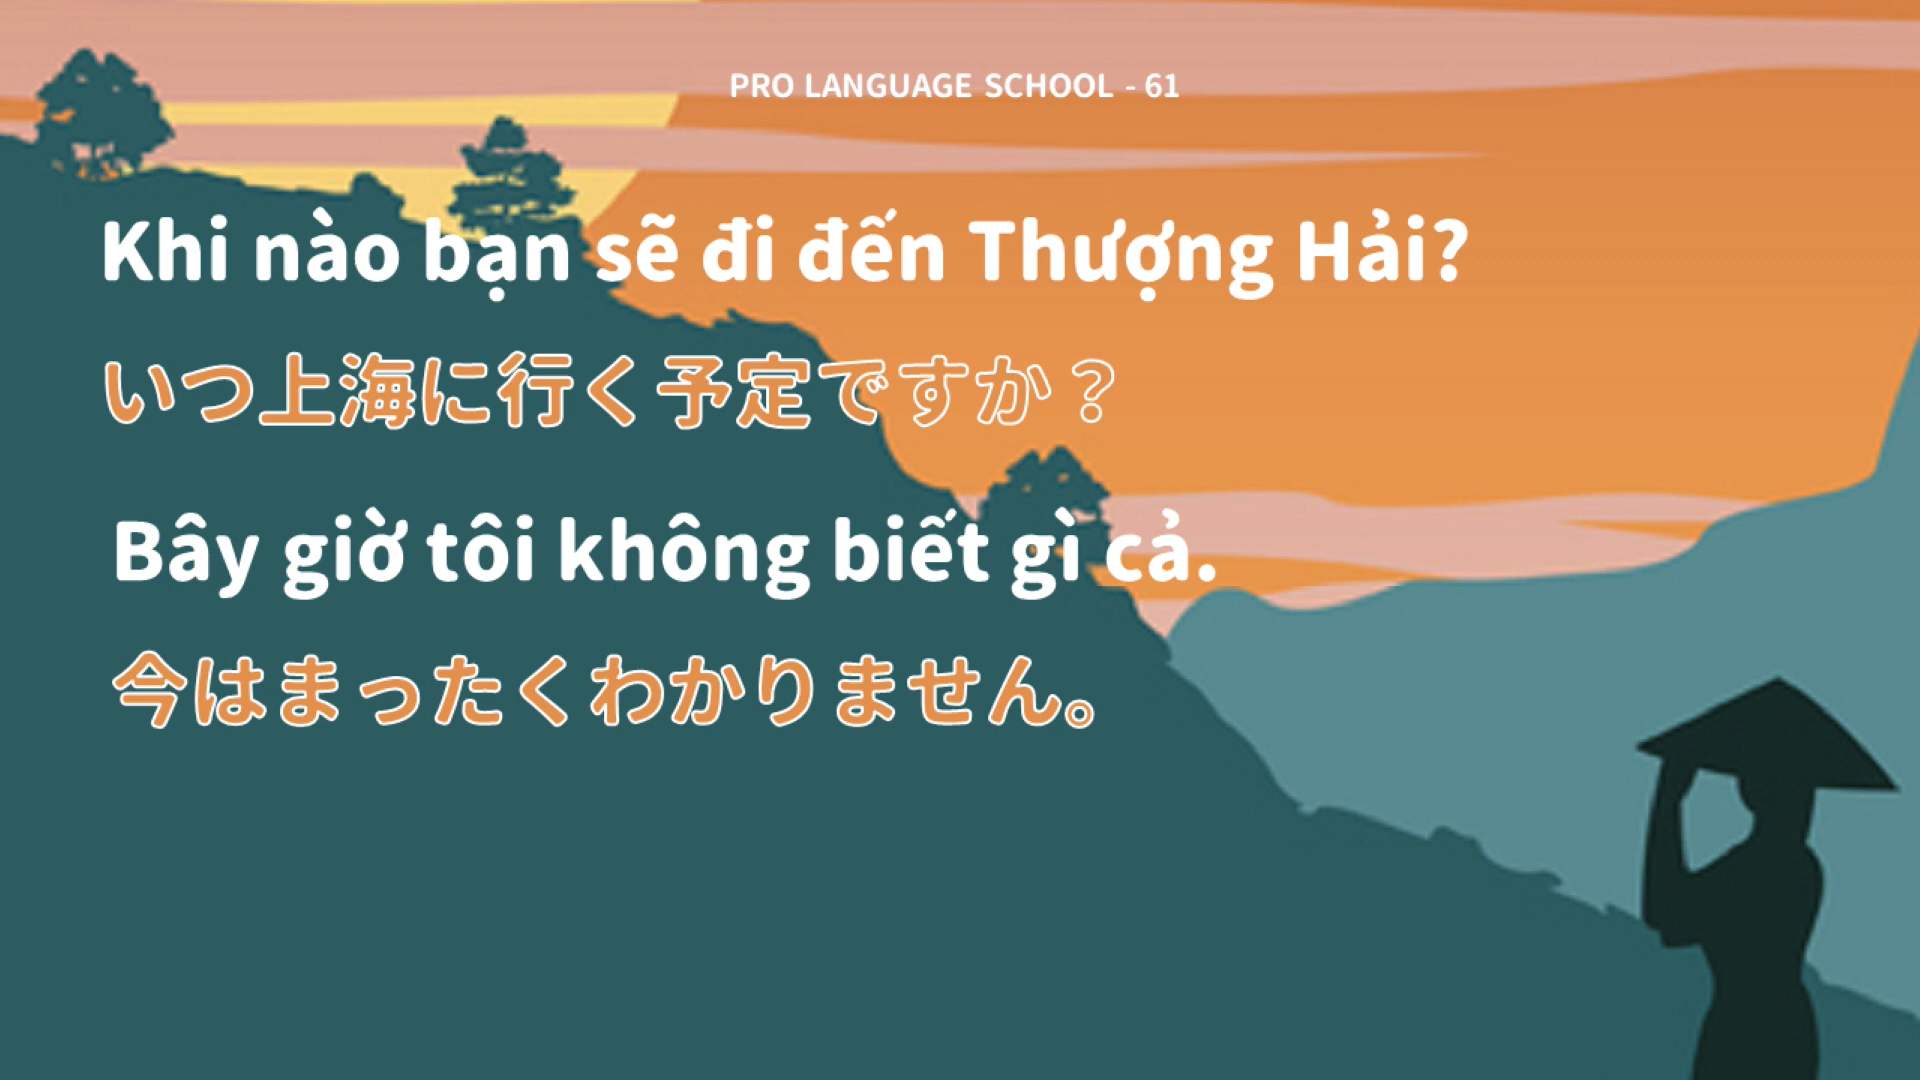 PRO LANGUAGE SCHOOL - 61
Khi nào bạn sẽ đi đến Thượng Hải?
いつ上海に行く予定ですか？
Bây giờ tôi không biết gì cả.
今はまったくわかりません。